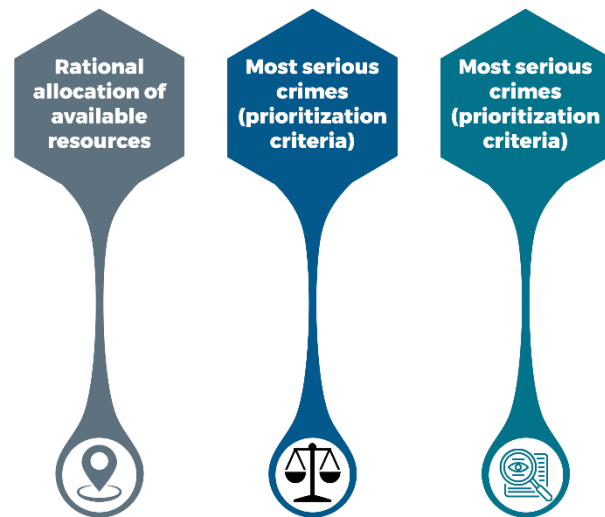 Rational
allocation of
available
resources
Most serious
crimes
(prioritization
criteria)
Most serious
crimes
(prioritization
criteria)